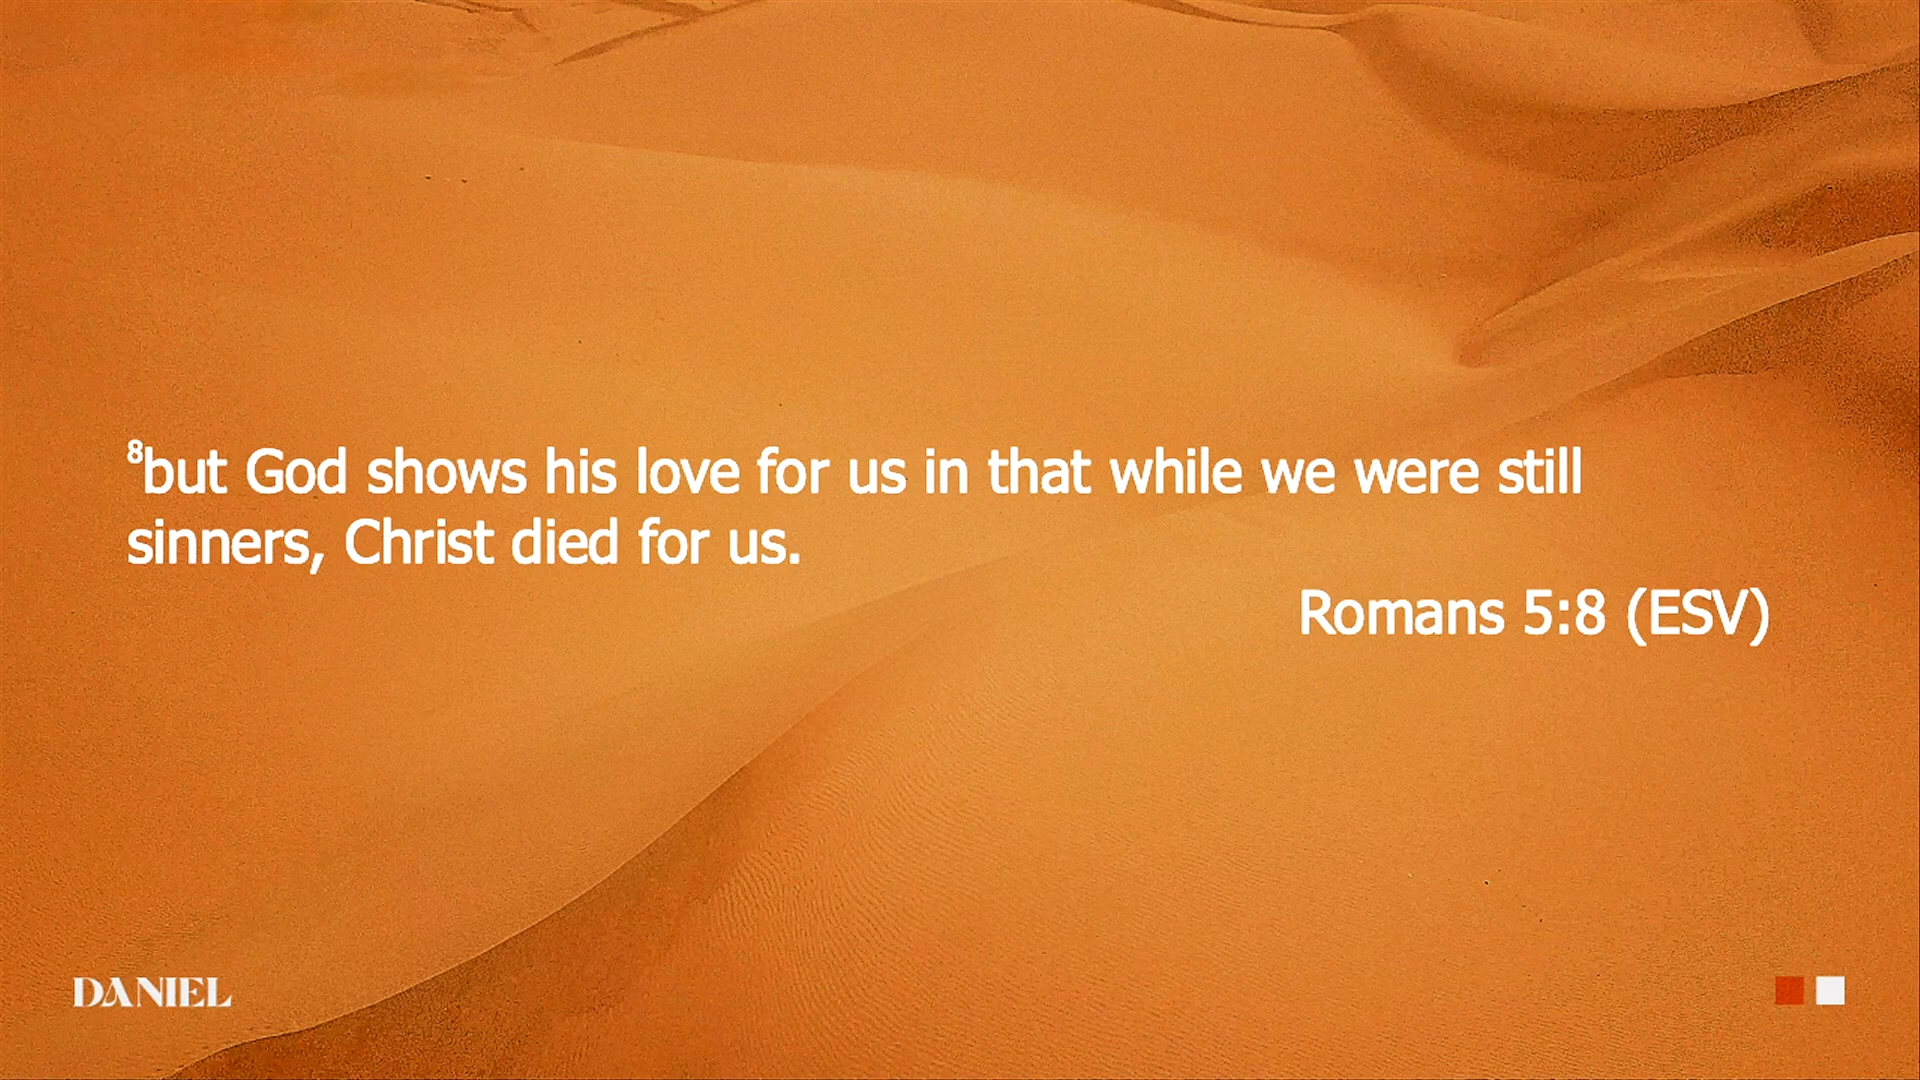 ⁸but God shows his love for us in that while we were still
sinners, Christ died for us.
Romans 5:8 (ESV)
DANIEL